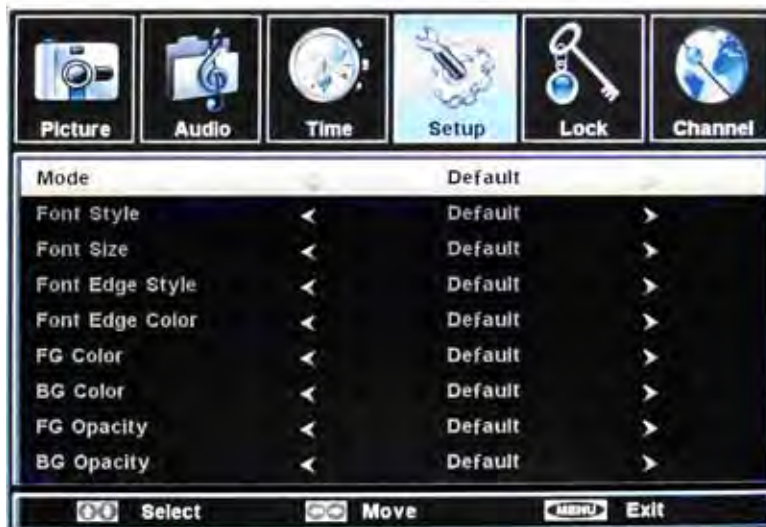 Picture Audio Time Setup Lock Channel
Mode Default
Font Style Default
Font Size Default
Font Edge Style Default
Font Edge Color Default
FG Color Default
BG Color Default
FG Opacity Default
BG Opacity Default
Select Move MENU Exit